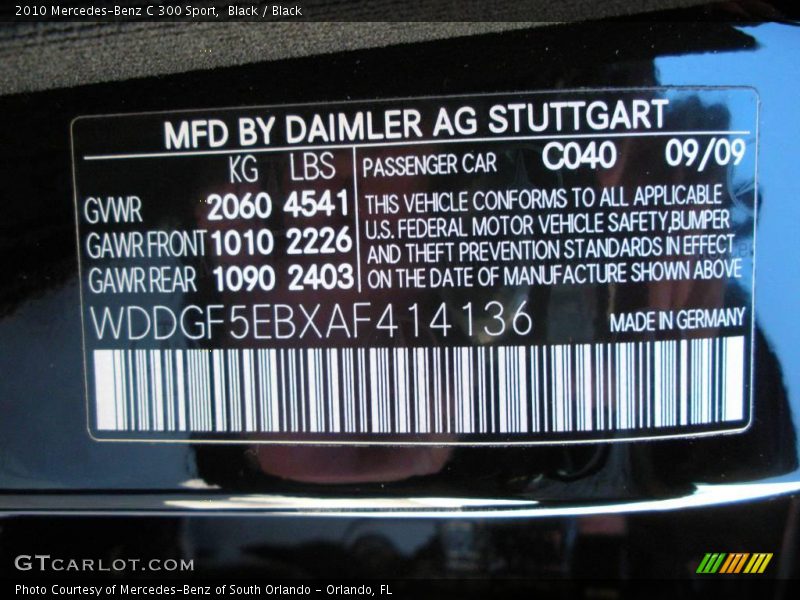 2010 Mercedes-Benz C 300 Sport, Black / Black
MFD BY DAIMLER AG STUTTGART
KG LBS
GVWR 2060 4541
GAWR FRONT 1010 2226
GAWR REAR 1090 2403
PASSENGER CAR C040 09/09
THIS VEHICLE CONFORMS TO ALL APPLICABLE
U.S. FEDERAL MOTOR VEHICLE SAFETY,BUMPER
AND THEFT PREVENTION STANDARDS IN EFFECT
ON THE DATE OF MANUFACTURE SHOWN ABOVE
WDDGF5EBXAF414136
MADE IN GERMANY
GTCARLOT.COM
Photo Courtesy of Mercedes-Benz of South Orlando - Orlando, FL